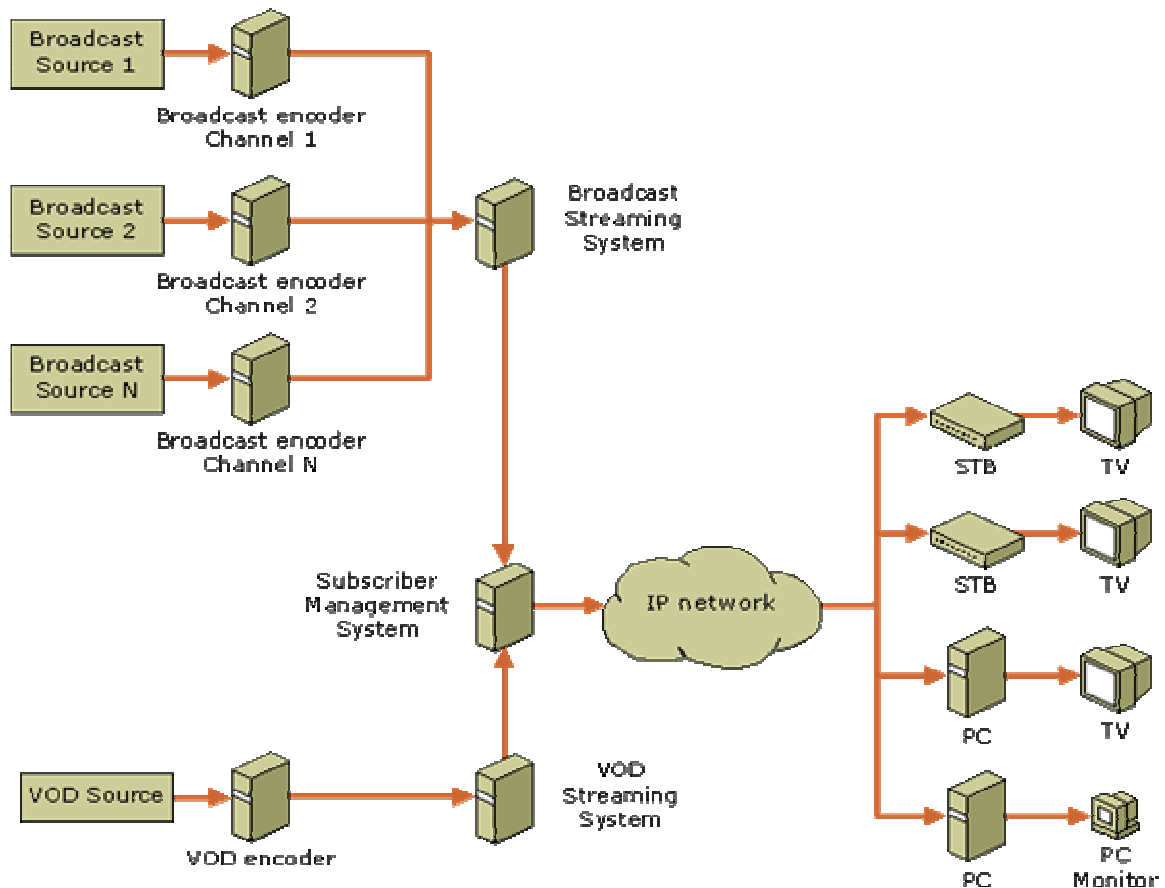 Broadcast
Source 1
Broadcast encoder
Channel 1
Broadcast
Source 2
Broadcast encoder
Channel 2
Broadcast
Streaming
System
Broadcast
Source N
Broadcast encoder
Channel N
STB
TV
STB
TV
Subscriber
Management
System
IP network
PC
TV
VOD Source
VOD encoder
VOD
Streaming
System
PC
PC
Monitor